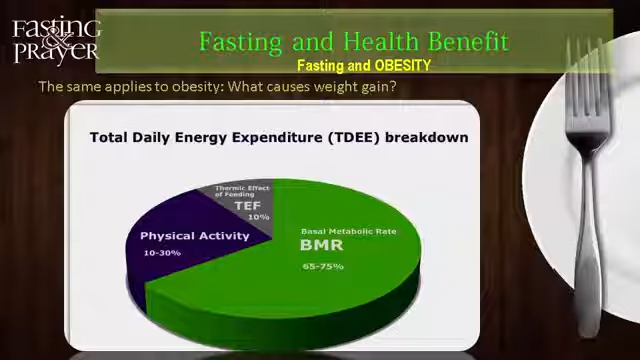 Fasting
&
Prayer
Fasting and Health Benefit
Fasting and OBESITY
The same applies to obesity: What causes weight gain?
Total Daily Energy Expenditure (TDEE) breakdown
Thermic Effect
of Feeding
TEF
10%
Physical Activity
10-30%
Basal Metabolic Rate
BMR
65-75%